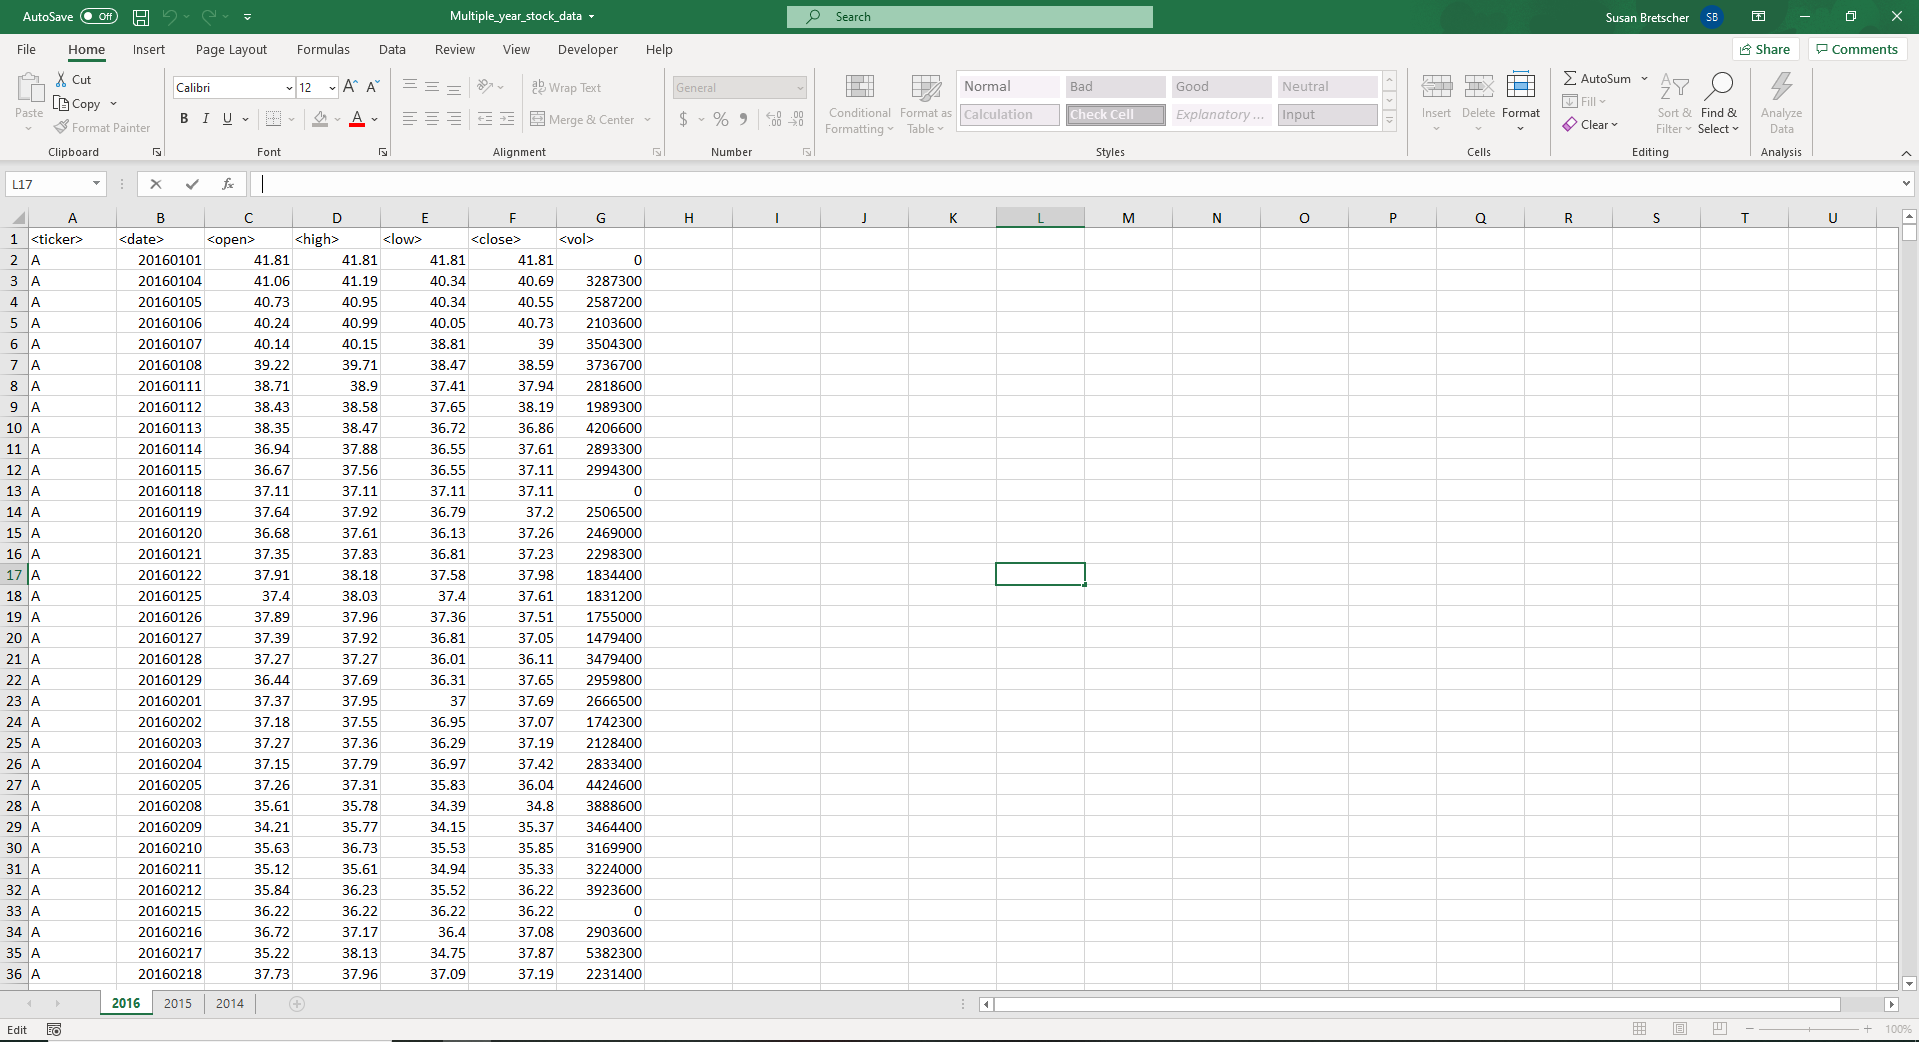 AutoSave Off Multiple_year_stock_data Search Susan Bretscher SB
File Home Insert Page Layout Formulas Data Review View Developer Help Share Comments
Paste Cut Copy Format Painter Clipboard
Calibri 12 A A B I U A Font
ab Wrap Text Merge & Center Alignment
General $ % 9 .00 .00 Number
Conditional Formatting Format as Table Normal Bad Good Neutral
Calculation Check Cell Explanatory ... Input
Styles
Insert Delete Format Cells
AutoSum Fill Clear Sort & Filter Find & Select Editing
Analyze Data Analysis
L17 fx
A B C D E F G H I J K L M N O P Q R S T U
1 <ticker> <date> <open> <high> <low> <close> <vol>
2 A 20160101 41.81 41.81 41.81 41.81 0
3 A 20160104 41.06 41.19 40.34 40.69 3287300
4 A 20160105 40.73 40.95 40.34 40.55 2587200
5 A 20160106 40.24 40.99 40.05 40.73 2103600
6 A 20160107 40.14 40.15 38.81 39 3504300
7 A 20160108 39.22 39.71 38.47 38.59 3736700
8 A 20160111 38.71 38.9 37.41 37.94 2818600
9 A 20160112 38.43 38.58 37.65 38.19 1989300
10 A 20160113 38.35 38.47 36.72 36.86 4206600
11 A 20160114 36.94 37.88 36.55 37.61 2893300
12 A 20160115 36.67 37.56 36.55 37.11 2994300
13 A 20160118 37.11 37.11 37.11 37.11 0
14 A 20160119 37.64 37.92 36.79 37.2 2506500
15 A 20160120 36.68 37.61 36.13 37.26 2469000
16 A 20160121 37.35 37.83 36.81 37.23 2298300
17 A 20160122 37.91 38.18 37.58 37.98 1834400
18 A 20160125 37.4 38.03 37.4 37.61 1831200
19 A 20160126 37.89 37.96 37.36 37.51 1755000
20 A 20160127 37.39 37.92 36.81 37.05 1479400
21 A 20160128 37.27 37.27 36.01 36.11 3479400
22 A 20160129 36.44 37.69 36.31 37.65 2959800
23 A 20160201 37.37 37.95 37 37.69 2666500
24 A 20160202 37.18 37.55 36.95 37.07 1742300
25 A 20160203 37.27 37.36 36.29 37.19 2128400
26 A 20160204 37.15 37.79 36.97 37.42 2833400
27 A 20160205 37.26 37.31 35.83 36.04 4424600
28 A 20160208 35.61 35.78 34.39 34.8 3888600
29 A 20160209 34.21 35.77 34.15 35.37 3464400
30 A 20160210 35.63 36.73 35.53 35.85 3169900
31 A 20160211 35.12 35.61 34.94 35.33 3224000
32 A 20160212 35.84 36.23 35.52 36.22 3923600
33 A 20160215 36.22 36.22 36.22 36.22 0
34 A 20160216 36.72 37.17 36.4 37.08 2903600
35 A 20160217 35.22 38.13 34.75 37.87 5382300
36 A 20160218 37.73 37.96 37.09 37.19 2231400
2016 2015 2014
Edit 100%